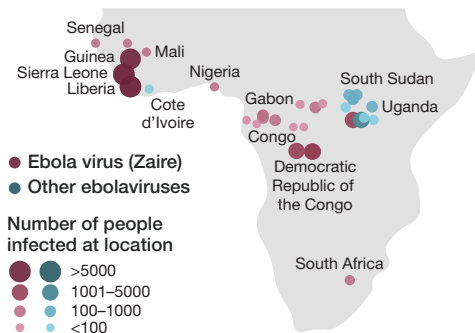 Senegal
Guinea
Mali
Sierra Leone
Liberia
Nigeria
Cote
d’Ivoire
South Sudan
Gabon
Uganda
Congo
Democratic
Republic of
the Congo
South Africa
Ebola virus (Zaire)
Other ebolaviruses
Number of people
infected at location
>5000
1001–5000
100–1000
<100